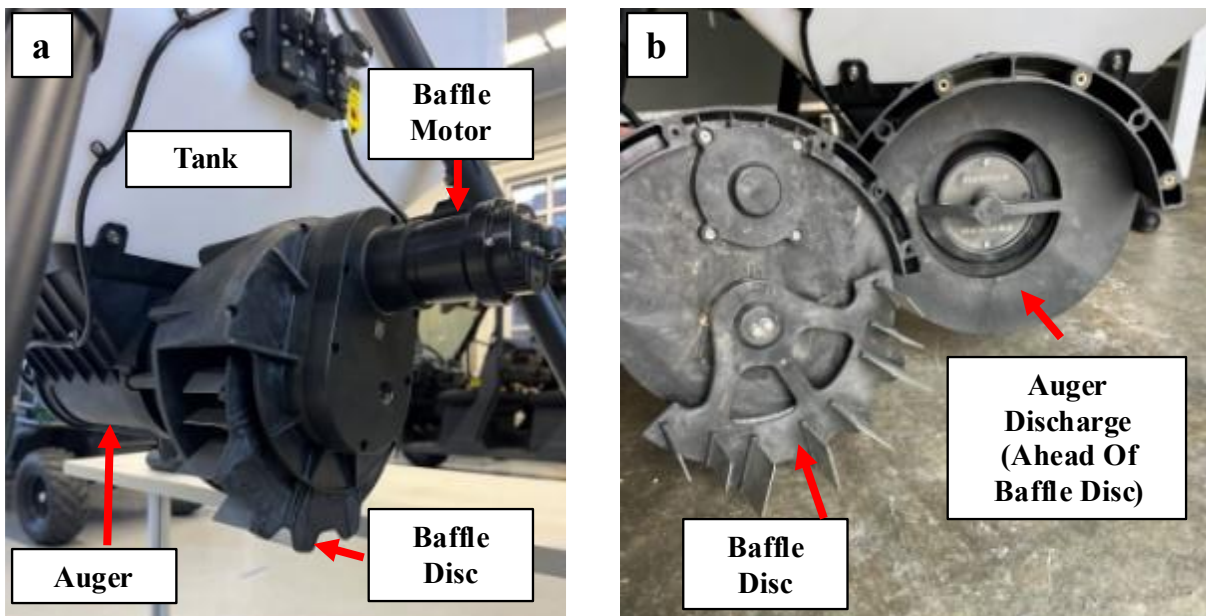 a
Baffle
Motor
Tank
Auger
Baffle
Disc
b
Auger
Discharge
(Ahead Of
Baffle Disc)
Baffle
Disc